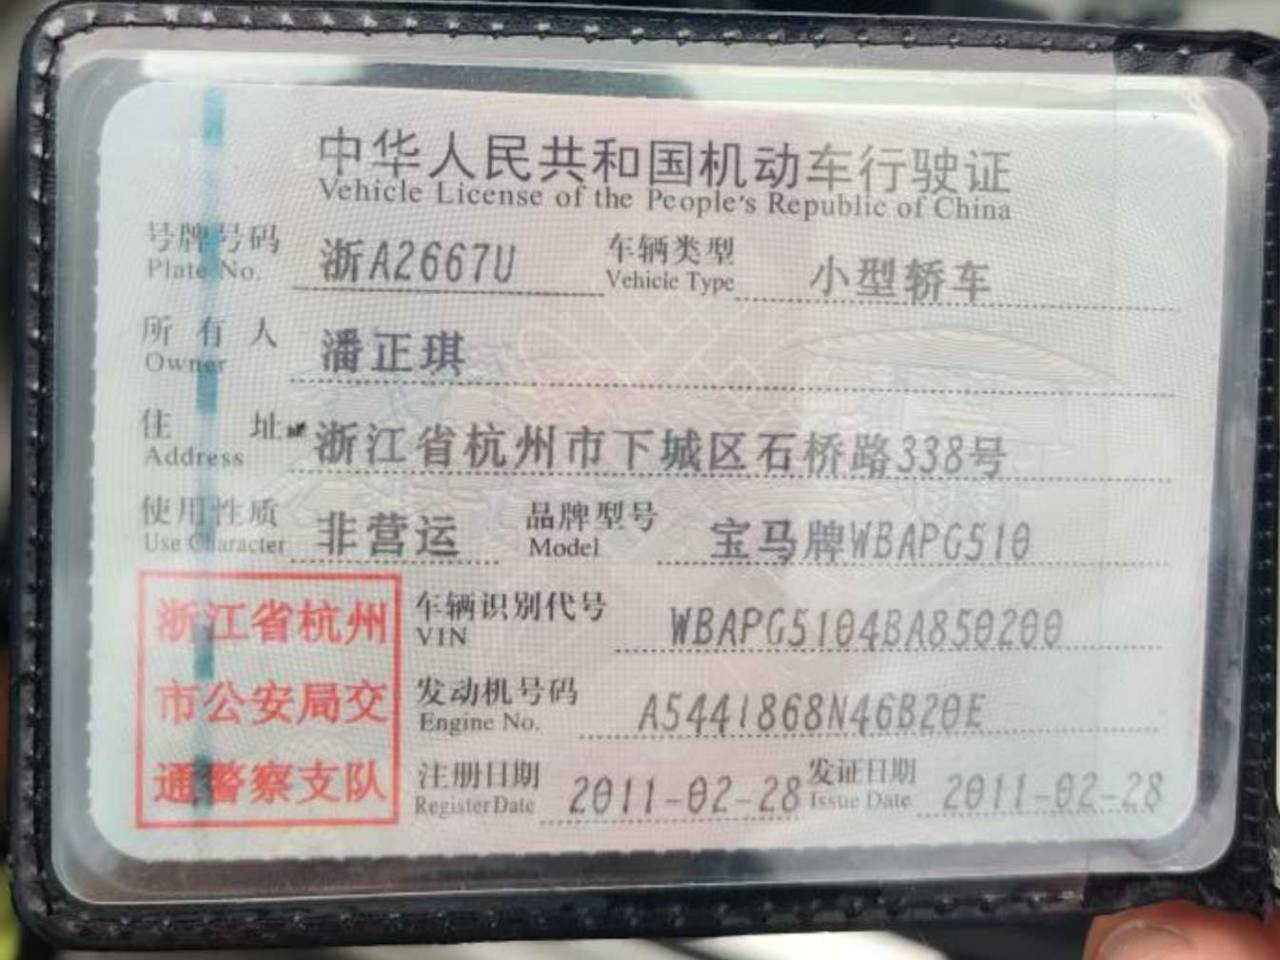 中华人民共和国机动车行驶证
Vehicle License of the People's Republic of China
号牌号码 浙A2667U 车辆类型 小型轿车
Plate No. Vehicle Type
所有人 潘正琪
Owner
住址 浙江省杭州市下城区石桥路338号
Address
使用性质 非营运 品牌型号 宝马牌WBAPG510
Use Character Model
浙江省杭州
市公安局交
通警察支队
车辆识别代号 WBAPG5104BA850200
VIN
发动机号码 A5441868N46B20E
Engine No.
注册日期 2011-02-28 发证日期 2011-02-28
Register Date Issue Date